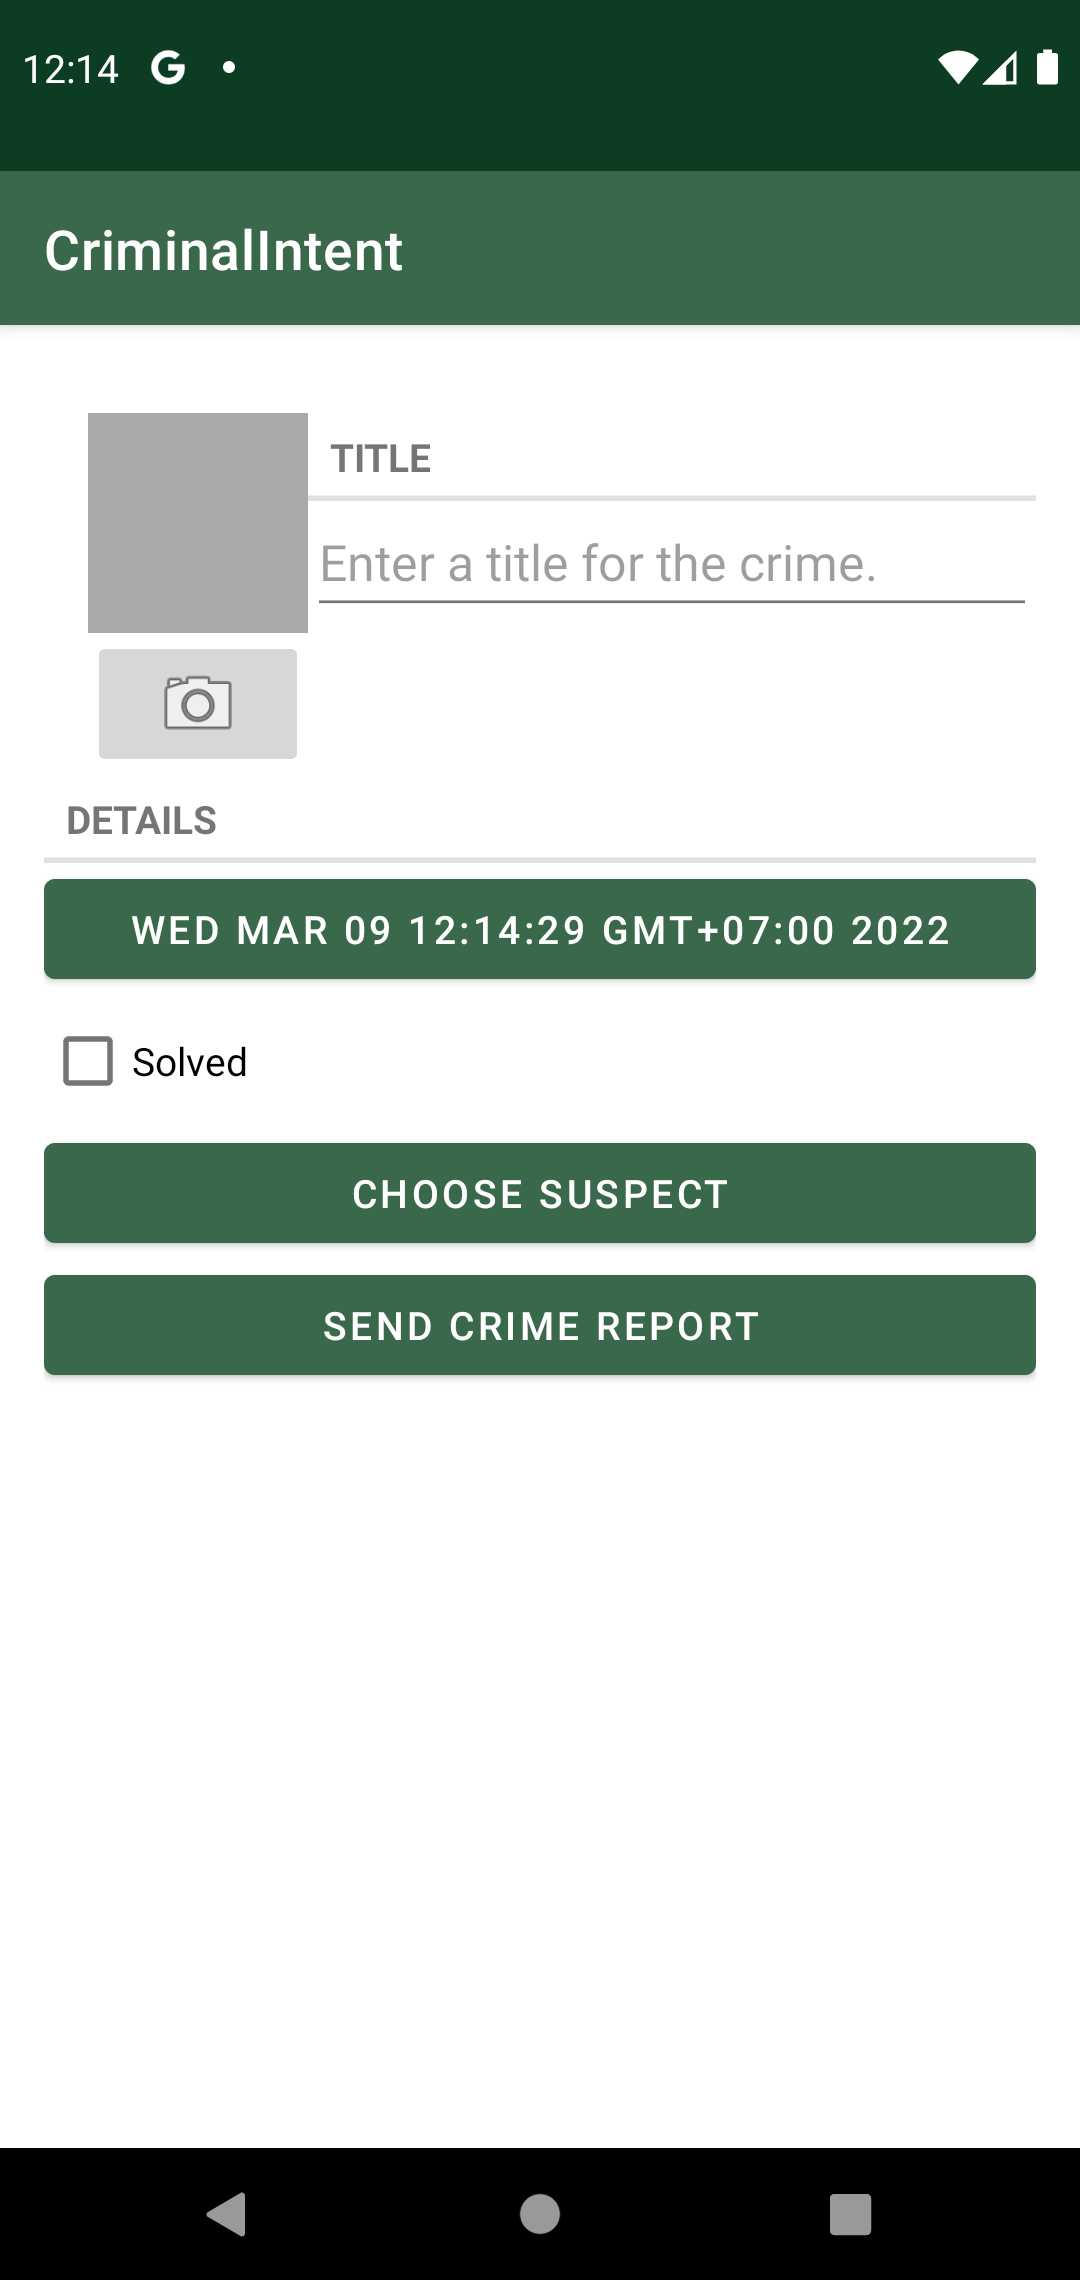 12:14 G
CriminalIntent
TITLE
Enter a title for the crime.
DETAILS
WED MAR 09 12:14:29 GMT+07:00 2022
Solved
CHOOSE SUSPECT
SEND CRIME REPORT